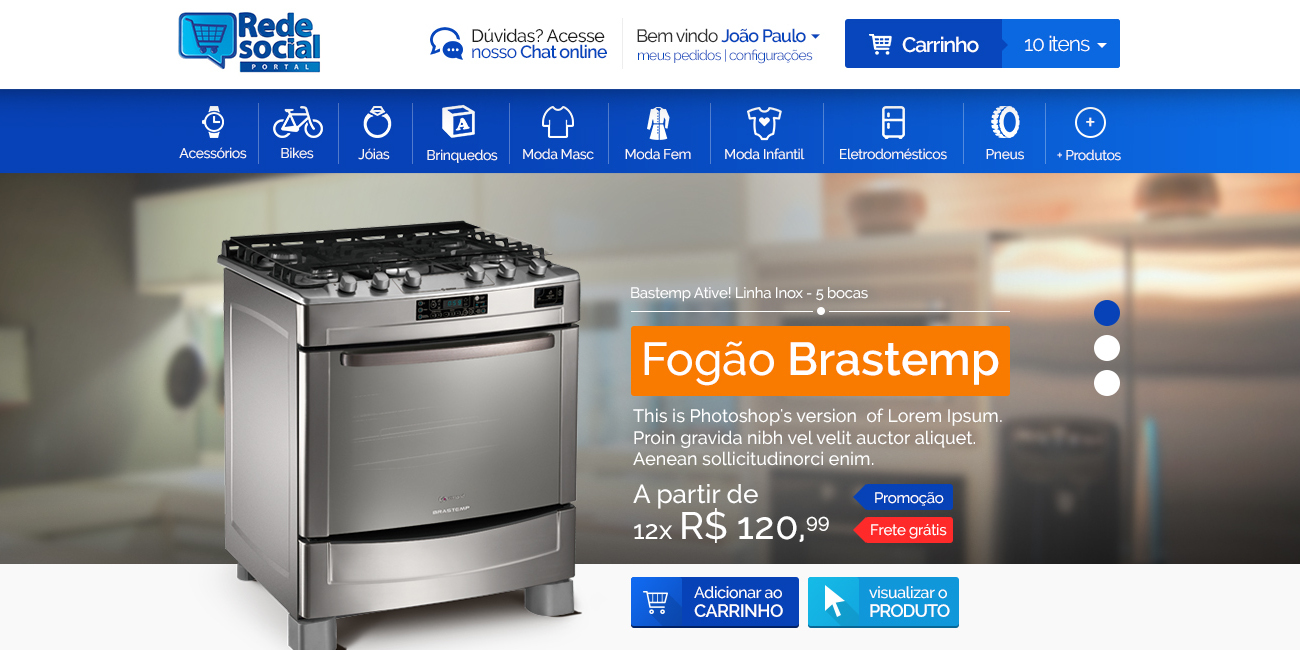 Rede
social
PORTAL
Dúvidas? Acesse
nosso Chat online
Bem vindo João Paulo
meus pedidos | configurações
Carrinho
10 itens
Acessórios
Bikes
Jóias
A
Brinquedos
Moda Masc
Moda Fem
Moda Infantil
Eletrodomésticos
Pneus
+ Produtos
Bastemp Ative! Linha Inox - 5 bocas
Fogão Brastemp
This is Photoshop's version of Lorem Ipsum.
Proin gravida nibh vel velit auctor aliquet.
Aenean sollicitudinorci enim.
A partir de
12x R$ 120,99
Promoção
Frete grátis
BRASTEMP
Adicionar ao
CARRINHO
visualizar o
PRODUTO